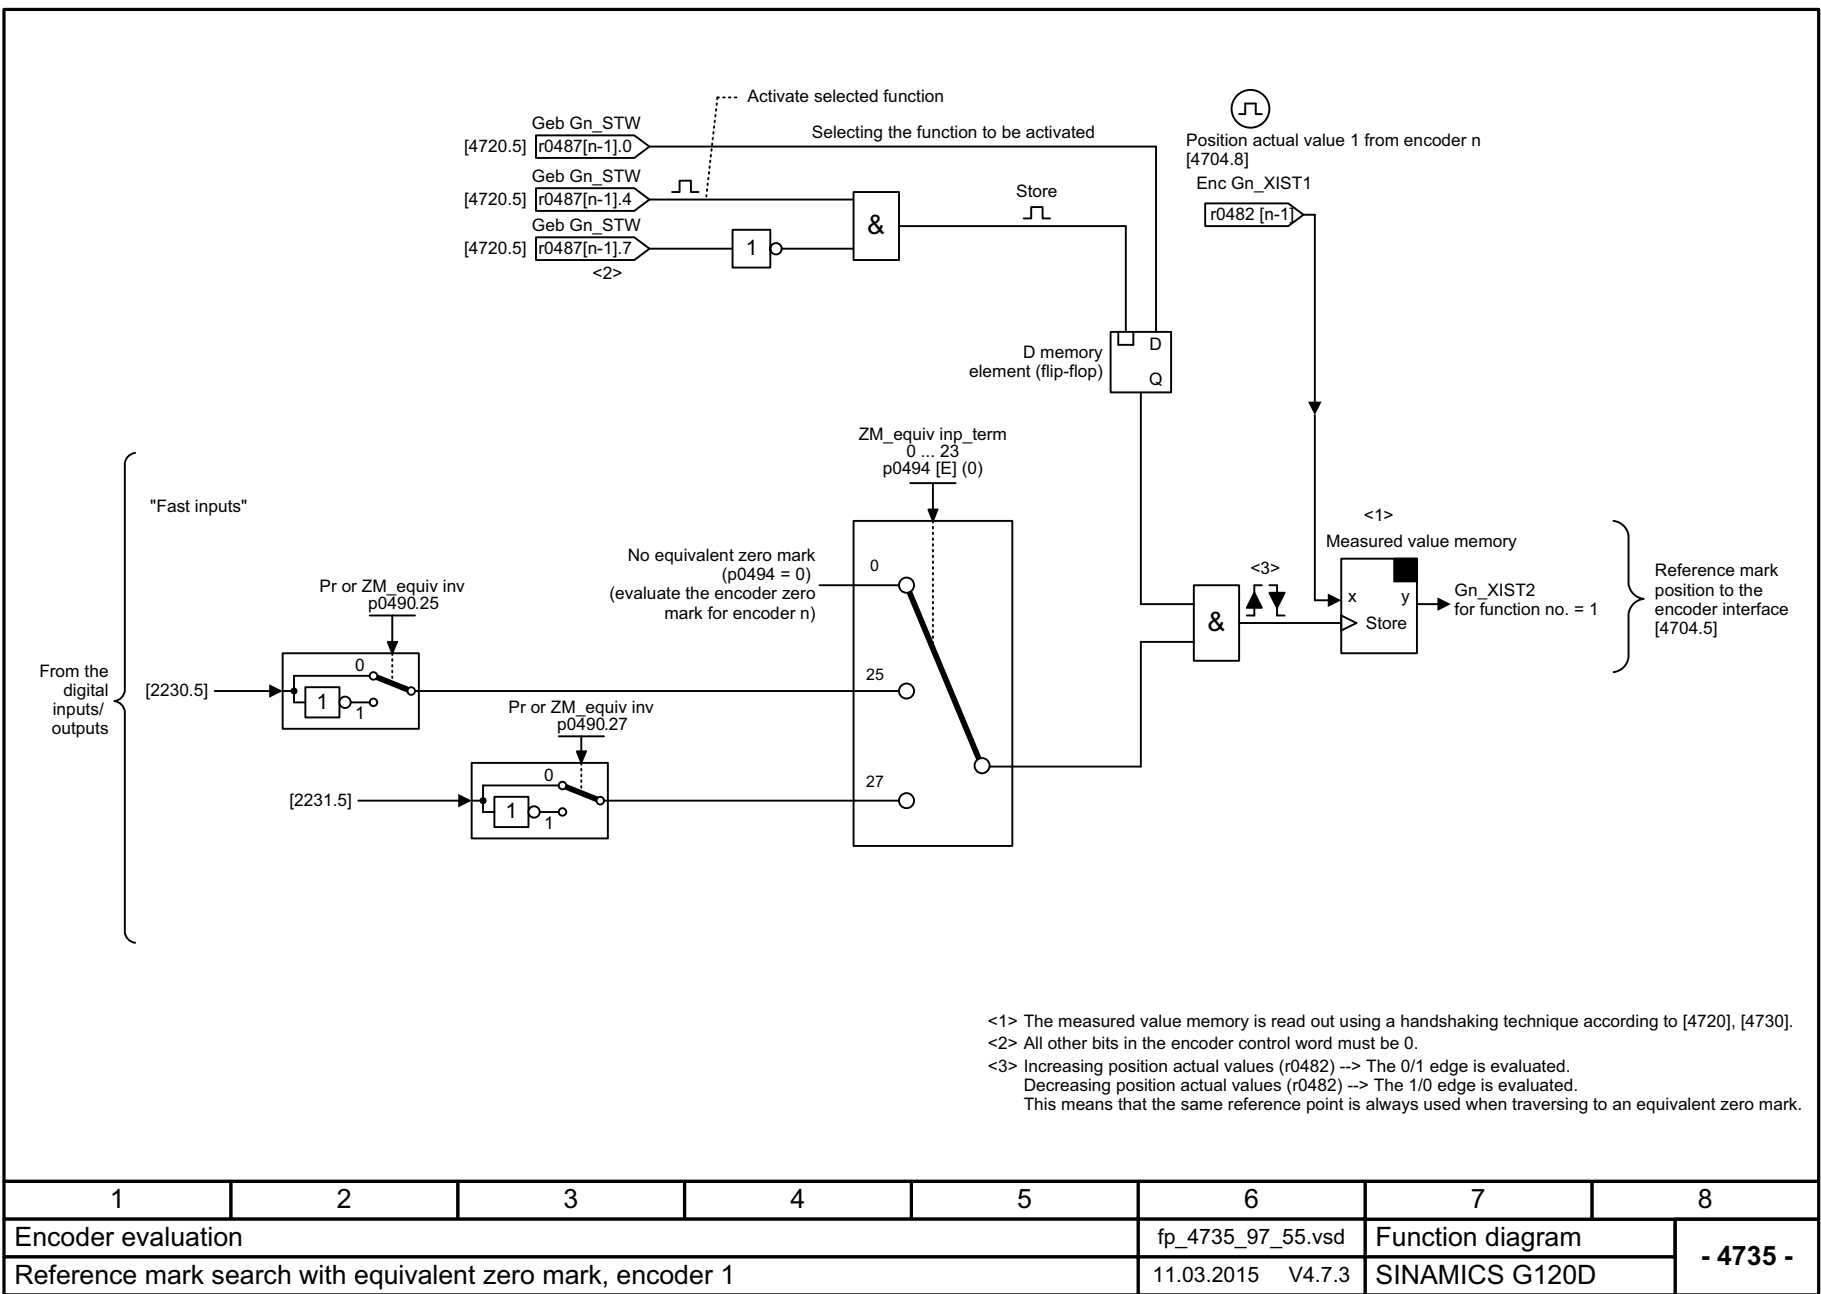 Activate selected function
Geb Gn_STW
[4720.5] r0487[n-1].0
Selecting the function to be activated
Geb Gn_STW
[4720.5] r0487[n-1].4
Geb Gn_STW
[4720.5] r0487[n-1].7
<2>
1
&
Store
Position actual value 1 from encoder n
[4704.8]
Enc Gn_XIST1
r0482 [n-1]
D memory
element (flip-flop)
D
Q
ZM_equiv inp_term
0 ... 23
p0494 [E] (0)
"Fast inputs"
No equivalent zero mark
(p0494 = 0)
(evaluate the encoder zero
mark for encoder n)
0
25
27
Pr or ZM_equiv inv
p0490.25
From the
digital
inputs/
outputs
[2230.5]
0
1
1
Pr or ZM_equiv inv
p0490.27
[2231.5]
0
1
1
&
<3>
<1>
Measured value memory
x y
Store
Gn_XIST2
for function no. = 1
Reference mark
position to the
encoder interface
[4704.5]
<1> The measured value memory is read out using a handshaking technique according to [4720], [4730].
<2> All other bits in the encoder control word must be 0.
<3> Increasing position actual values (r0482) --> The 0/1 edge is evaluated.
Decreasing position actual values (r0482) --> The 1/0 edge is evaluated.
This means that the same reference point is always used when traversing to an equivalent zero mark.
1 2 3 4 5 6 7 8
Encoder evaluation
fp_4735_97_55.vsd
Function diagram
- 4735 -
Reference mark search with equivalent zero mark, encoder 1
11.03.2015 V4.7.3
SINAMICS G120D